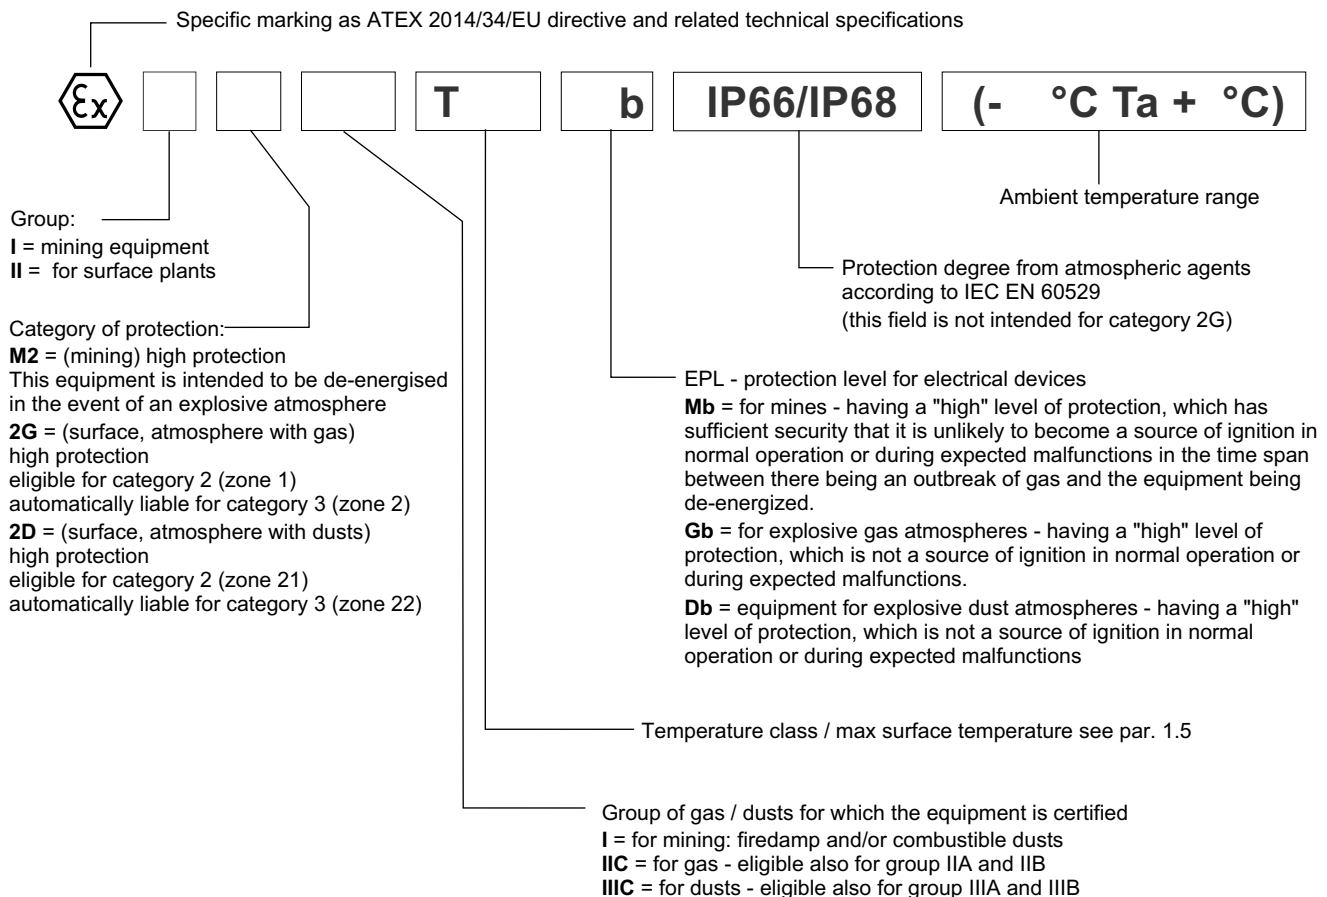 Specific marking as ATEX 2014/34/EU directive and related technical specifications
Ex T b IP66/IP68 (- °C Ta + °C)
Ambient temperature range
Group:
I = mining equipment
II = for surface plants
Protection degree from atmospheric agents
according to IEC EN 60529
(this field is not intended for category 2G)
Category of protection:
M2 = (mining) high protection
This equipment is intended to be de-energised
in the event of an explosive atmosphere
2G = (surface, atmosphere with gas)
high protection
eligible for category 2 (zone 1)
automatically liable for category 3 (zone 2)
2D = (surface, atmosphere with dusts)
high protection
eligible for category 2 (zone 21)
automatically liable for category 3 (zone 22)
EPL - protection level for electrical devices
Mb = for mines - having a "high" level of protection, which has
sufficient security that it is unlikely to become a source of ignition in
normal operation or during expected malfunctions in the time span
between there being an outbreak of gas and the equipment being
de-energized.
Gb = for explosive gas atmospheres - having a "high" level of
protection, which is not a source of ignition in normal operation or
during expected malfunctions.
Db = equipment for explosive dust atmospheres - having a "high"
level of protection, which is not a source of ignition in normal
operation or during expected malfunctions
Temperature class / max surface temperature see par. 1.5
Group of gas / dusts for which the equipment is certified
I = for mining: firedamp and/or combustible dusts
IIC = for gas - eligible also for group IIA and IIB
IIIC = for dusts - eligible also for group IIIA and IIIB